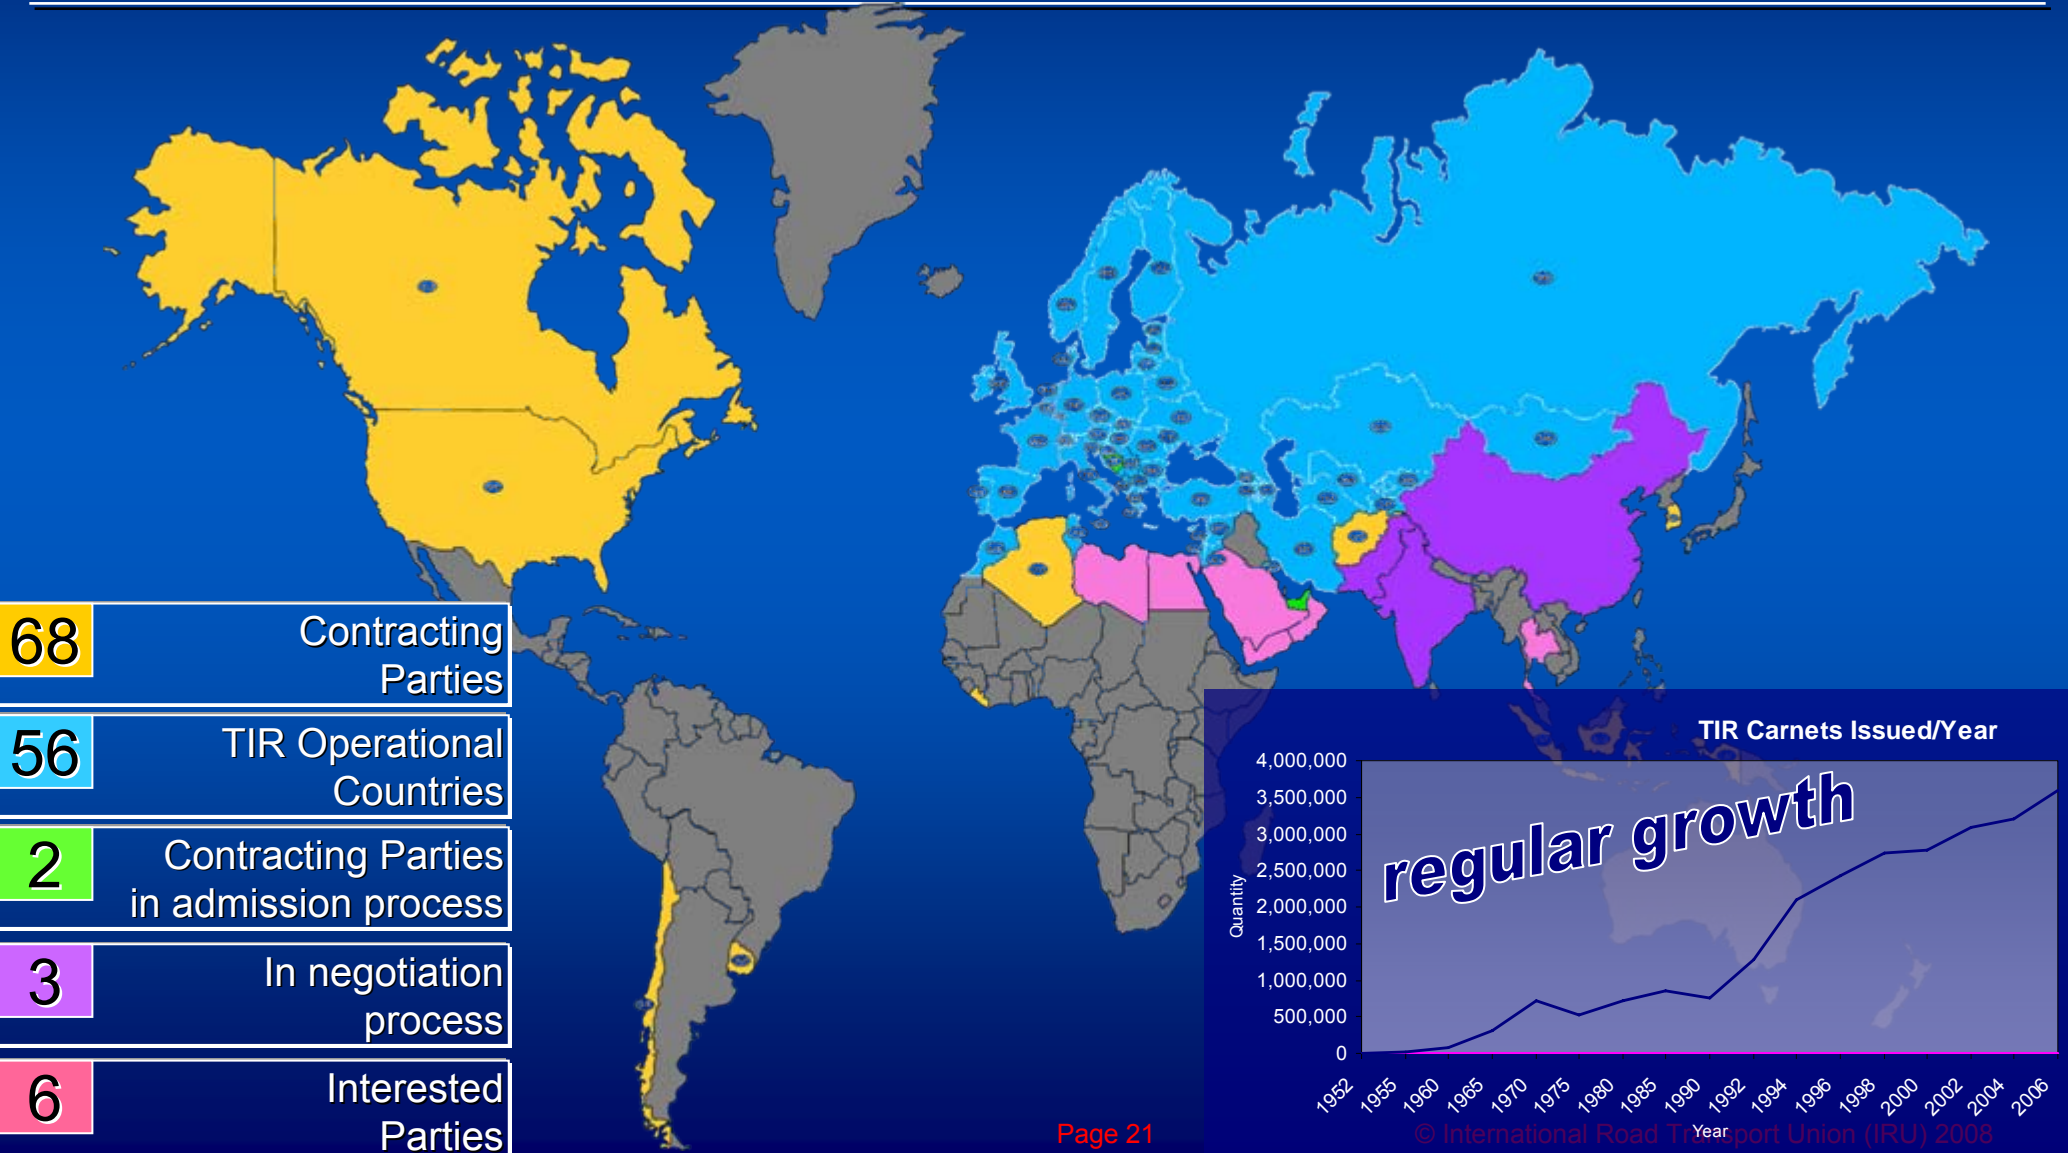 68
Contracting
Parties
56
TIR Operational
Countries
2
Contracting Parties
in admission process
3
In negotiation
process
6
Interested
Parties
TIR Carnets Issued/Year
regular growth
Quantity
4,000,000
3,500,000
3,000,000
2,500,000
2,000,000
1,500,000
1,000,000
500,000
0
1952 1955 1960 1965 1970 1975 1980 1985 1990 1992 1994 1996 1998 2000 2002 2004 2006
Year
Page 21
© International Road Transport Union (IRU) 2008